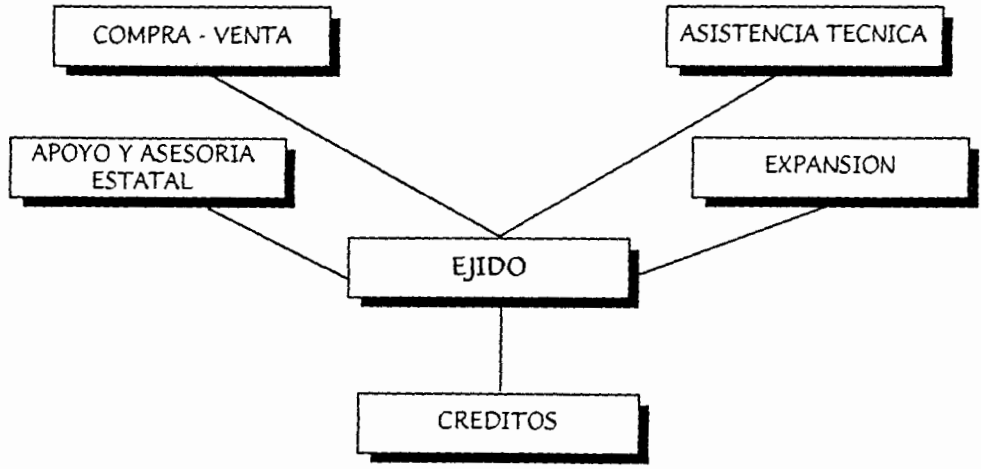 COMPRA - VENTA
ASISTENCIA TECNICA
APOYO Y ASESORIA
ESTATAL
EXPANSION
EJIDO
CREDITOS